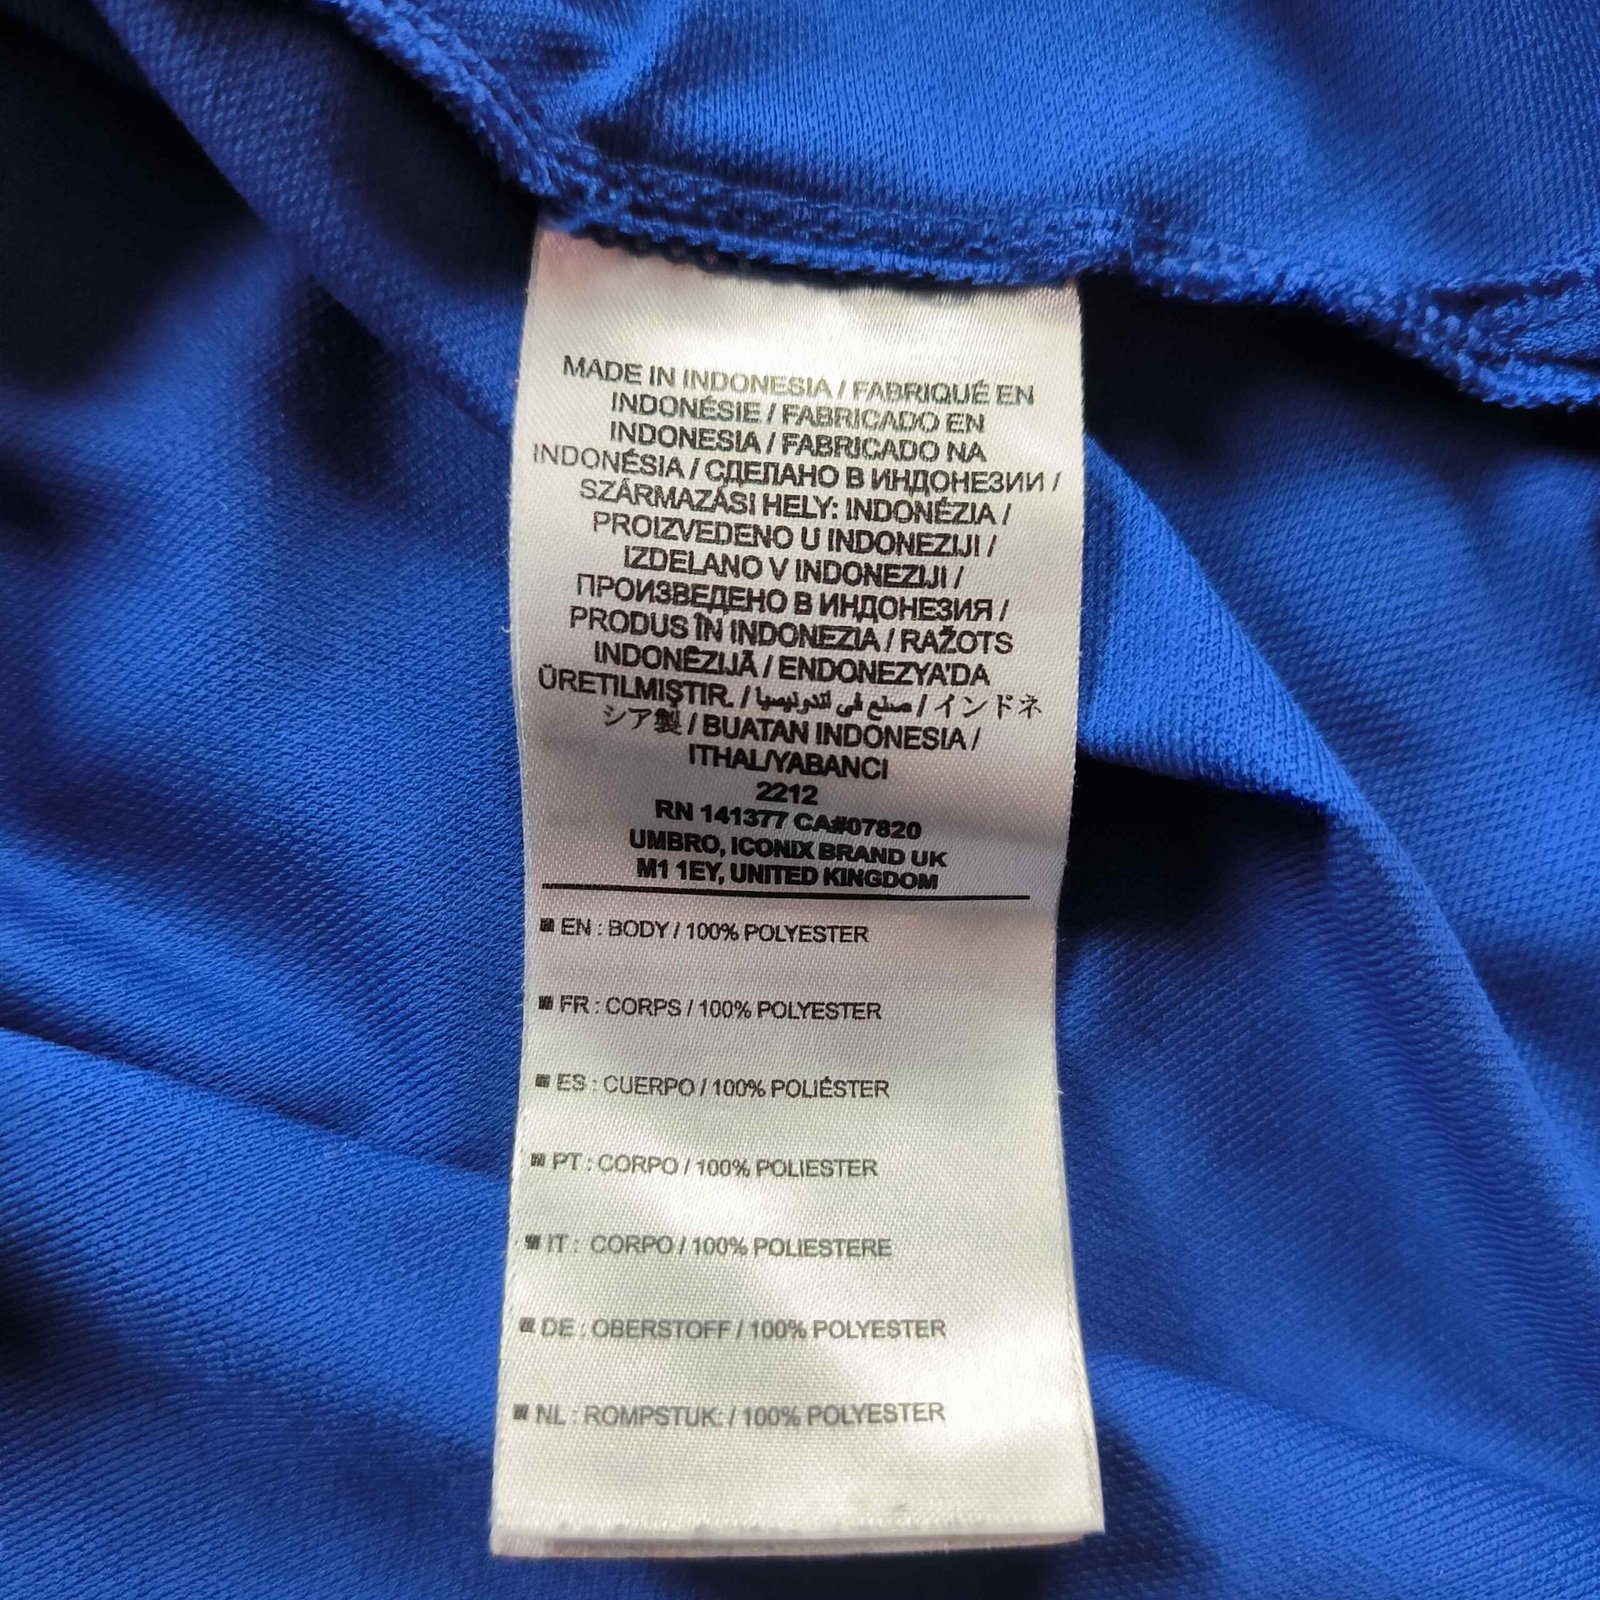 MADE IN INDONESIA / FABRIQUÉ EN
INDONÉSIE / FABRICADO EN
INDONESIA / FABRICADO NA
INDONÉSIA / СДЕЛАНО В ИНДОНЕЗИИ /
SZÁRMAZÁSI HELY: INDONÉZIA /
PROIZVEDENO U INDONEZIJI /
IZDELANO V INDONEZIJI /
ПРОИЗВЕДЕНО В ИНДОНЕЗИЯ /
PRODUS ÎN INDONEZIA / RAŽOTS
INDONĒZIJĀ / ENDONEZYA'DA
ÜRETILMIŞTIR. / صنع في اندونيسيا / インドネ
シア製 / BUATAN INDONESIA /
ITHAL/YABANCI
2212
RN 141377 CA#07820
UMBRO, ICONIX BRAND UK
M1 1EY, UNITED KINGDOM
EN : BODY / 100% POLYESTER
FR : CORPS / 100% POLYESTER
ES : CUERPO / 100% POLIÉSTER
PT : CORPO / 100% POLIESTER
IT : CORPO / 100% POLIESTERE
DE : OBERSTOFF / 100% POLYESTER
NL : ROMPSTUK: / 100% POLYESTER